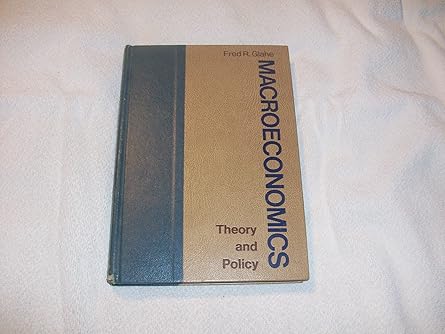 Fred R. Glahe
MACROECONOMICS
Theory
and
Policy